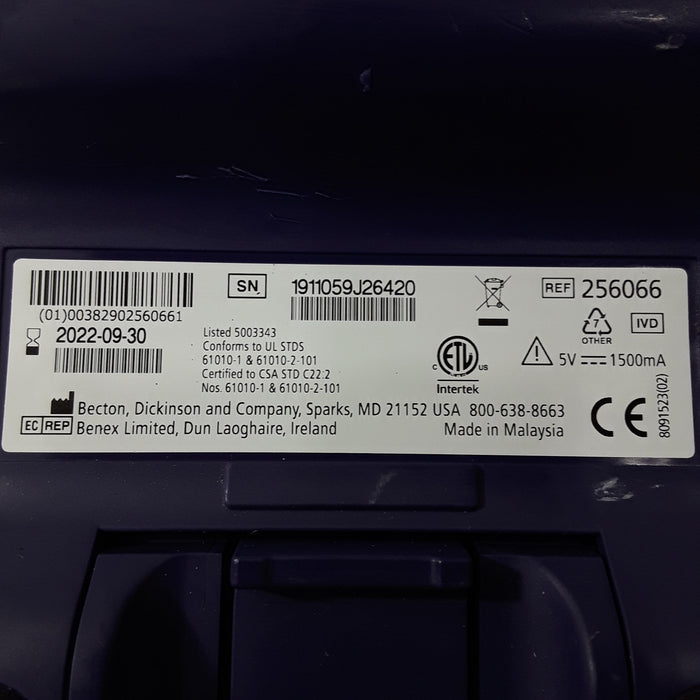 (01)00382902560661
SN 1911059J26420
REF 256066
2022-09-30
Listed 5003343
Conforms to UL STDS
61010-1 & 61010-2-101
Certified to CSA STD C22:2
Nos. 61010-1 & 61010-2-101
C ETL US
Intertek
7
OTHER
IVD
5V 1500mA
Becton, Dickinson and Company, Sparks, MD 21152 USA 800-638-8663
EC REP Benex Limited, Dun Laoghaire, Ireland
Made in Malaysia
CE
8091523(02)